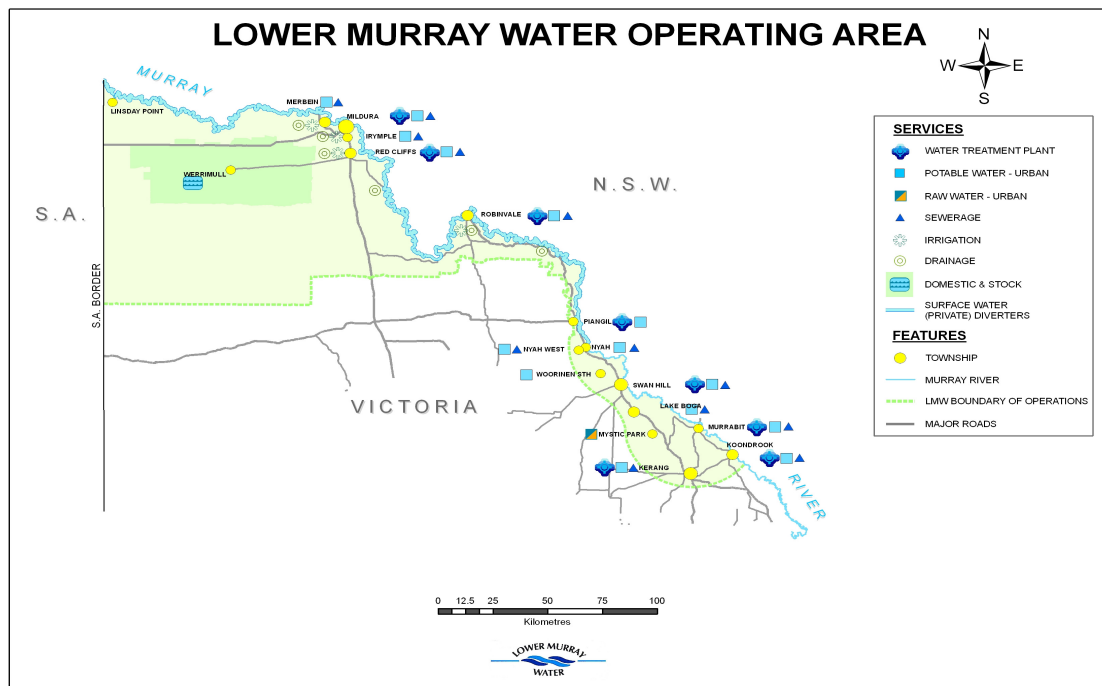 LOWER MURRAY WATER OPERATING AREA
N
W
E
S
MURRAY
LINSDAY POINT
MERBEIN
MILDURA
IRYMPLE
RED CLIFFS
WERRIMULL
N.S.W.
S.A.
ROBINVALE
S.A. BORDER
PIANGIL
NYAH WEST
NYAH
WOORINEN STH
SWAN HILL
VICTORIA
LAKE BOGA
MYSTIC PARK
MURRABIT
KOONDROOK
KERANG
RIVER
SERVICES
WATER TREATMENT PLANT
POTABLE WATER - URBAN
RAW WATER - URBAN
SEWERAGE
IRRIGATION
DRAINAGE
DOMESTIC & STOCK
SURFACE WATER
(PRIVATE) DIVERTERS
FEATURES
TOWNSHIP
MURRAY RIVER
LMW BOUNDARY OF OPERATIONS
MAJOR ROADS
0 12.5 25 50 75 100
Kilometres
LOWER MURRAY
WATER